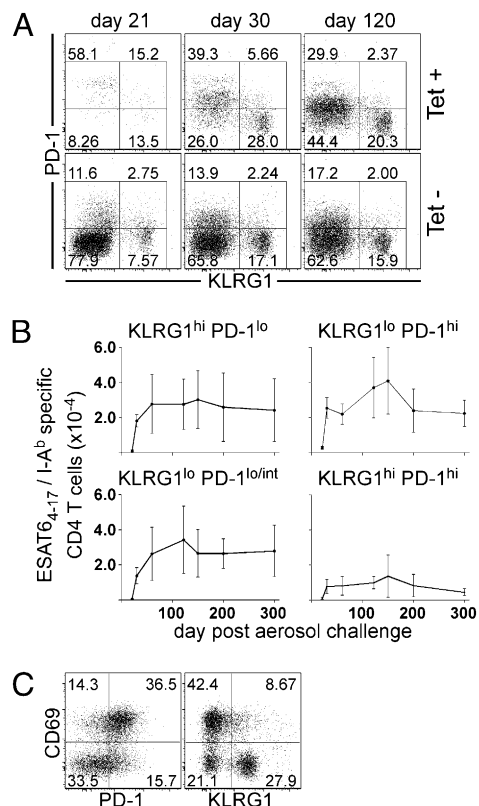 A
day 21 day 30 day 120
58.1 15.2 39.3 5.66 29.9 2.37
Tet +
8.26 13.5 26.0 28.0 44.4 20.3
PD-1
11.6 2.75 13.9 2.24 17.2 2.00
Tet -
77.9 7.57 65.8 17.1 62.6 15.9
KLRG1
B
KLRG1hi PD-1lo KLRG1lo PD-1hi
6.0
4.0
2.0
ESAT64-17 / I-Ab specific
CD4 T cells (x10-4)
KLRG1lo PD-1lo/int KLRG1hi PD-1hi
6.0
4.0
2.0
100 200 300 100 200 300
day post aerosol challenge
C
14.3 36.5 42.4 8.67
CD69
33.5 15.7 21.1 27.9
PD-1 KLRG1